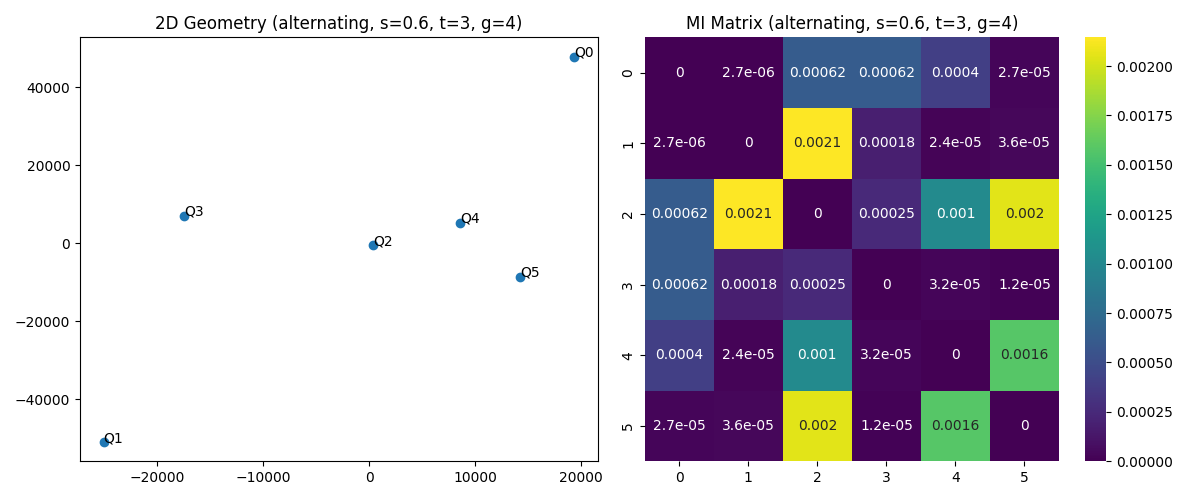 2D Geometry (alternating, s=0.6, t=3, g=4)
40000
20000
0
−20000
−40000
−20000 −10000 0 10000 20000
Q0
Q3
Q4
Q2
Q5
Q1
MI Matrix (alternating, s=0.6, t=3, g=4)
0 0 2.7e-06 0.00062 0.00062 0.0004 2.7e-05
1 2.7e-06 0 0.0021 0.00018 2.4e-05 3.6e-05
2 0.00062 0.0021 0 0.00025 0.001 0.002
3 0.00062 0.00018 0.00025 0 3.2e-05 1.2e-05
4 0.0004 2.4e-05 0.001 3.2e-05 0 0.0016
5 2.7e-05 3.6e-05 0.002 1.2e-05 0.0016 0
0 1 2 3 4 5
0.00200
0.00175
0.00150
0.00125
0.00100
0.00075
0.00050
0.00025
0.00000